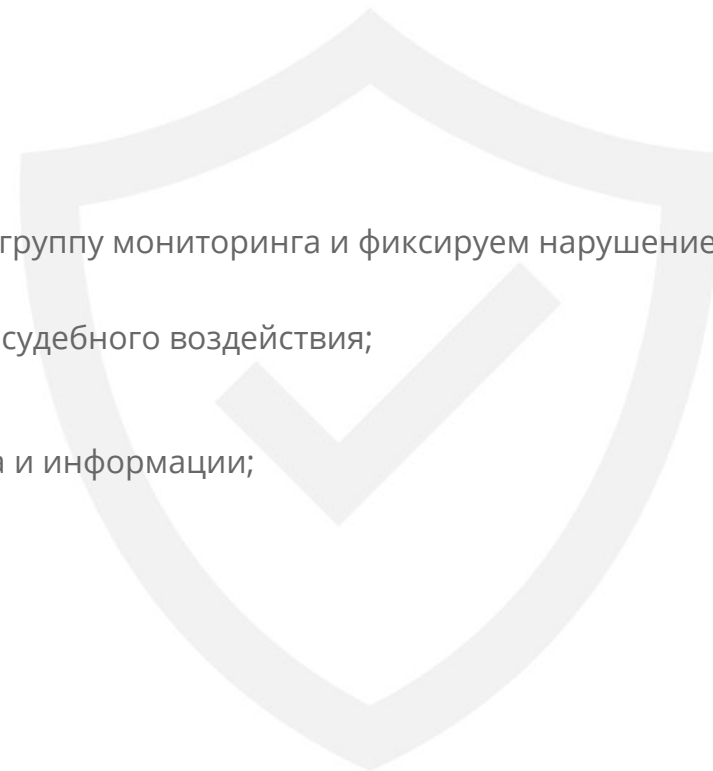 группу мониторинга и фиксируем нарушение
судебного воздействия;
а и информации;